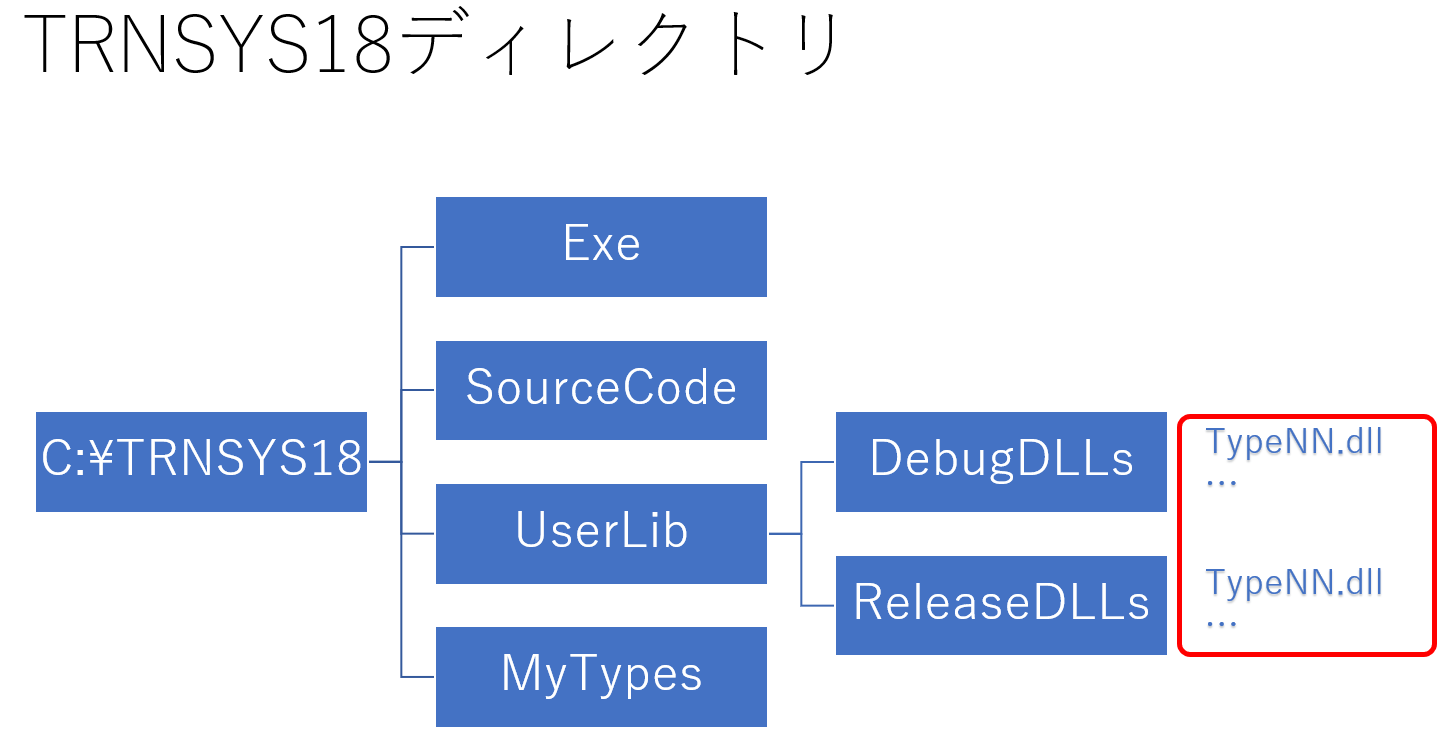 TRNSYS18ディレクトリ
Exe
SourceCode
C:¥TRNSYS18
UserLib
MyTypes
DebugDLLs
TypeNN.dll
…
ReleaseDLLs
TypeNN.dll
…